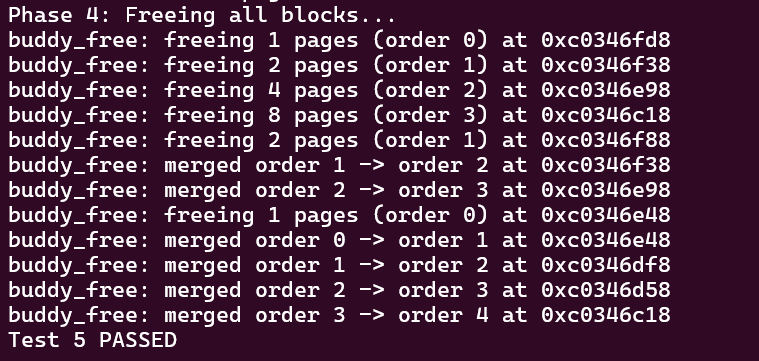 Phase 4: Freeing all blocks...
buddy_free: freeing 1 pages (order 0) at 0xc0346fd8
buddy_free: freeing 2 pages (order 1) at 0xc0346f38
buddy_free: freeing 4 pages (order 2) at 0xc0346e98
buddy_free: freeing 8 pages (order 3) at 0xc0346c18
buddy_free: freeing 2 pages (order 1) at 0xc0346f88
buddy_free: merged order 1 -> order 2 at 0xc0346f38
buddy_free: merged order 2 -> order 3 at 0xc0346e98
buddy_free: freeing 1 pages (order 0) at 0xc0346e48
buddy_free: merged order 0 -> order 1 at 0xc0346e48
buddy_free: merged order 1 -> order 2 at 0xc0346df8
buddy_free: merged order 2 -> order 3 at 0xc0346d58
buddy_free: merged order 3 -> order 4 at 0xc0346c18
Test 5 PASSED